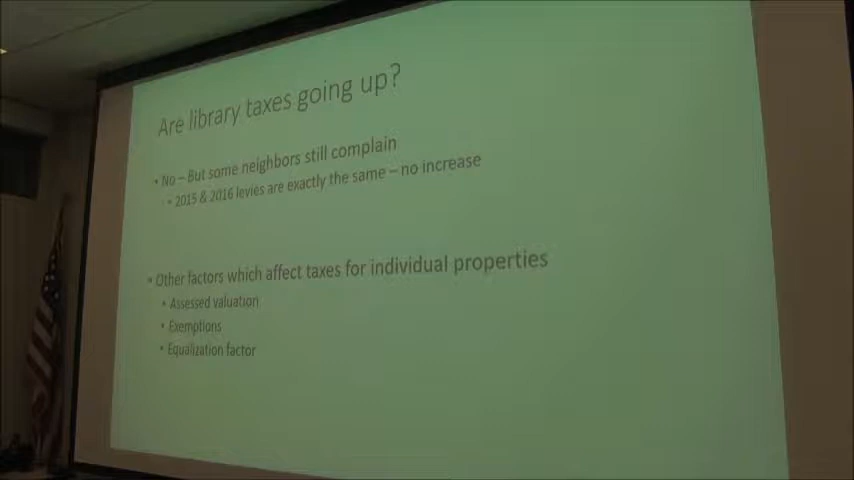 Are library taxes going up?
• No – But some neighbors still complain
• 2015 & 2016 levies are exactly the same – no increase
• Other factors which affect taxes for individual properties
• Assessed valuation
• Exemptions
• Equalization factor